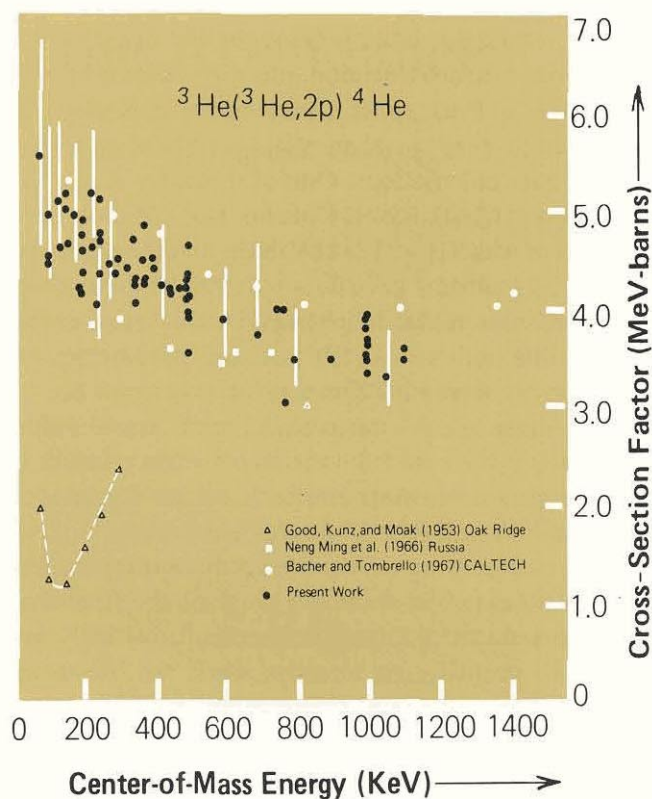 ³He(³He,2p) ⁴He
7.0
6.0
5.0
4.0
3.0
2.0
1.0
0
Cross-Section Factor (MeV-barns)
Good, Kunz,and Moak (1953) Oak Ridge
Neng Ming et al. (1966) Russia
Bacher and Tombrello (1967) CALTECH
Present Work
0 200 400 600 800 1000 1200 1400
Center-of-Mass Energy (KeV)